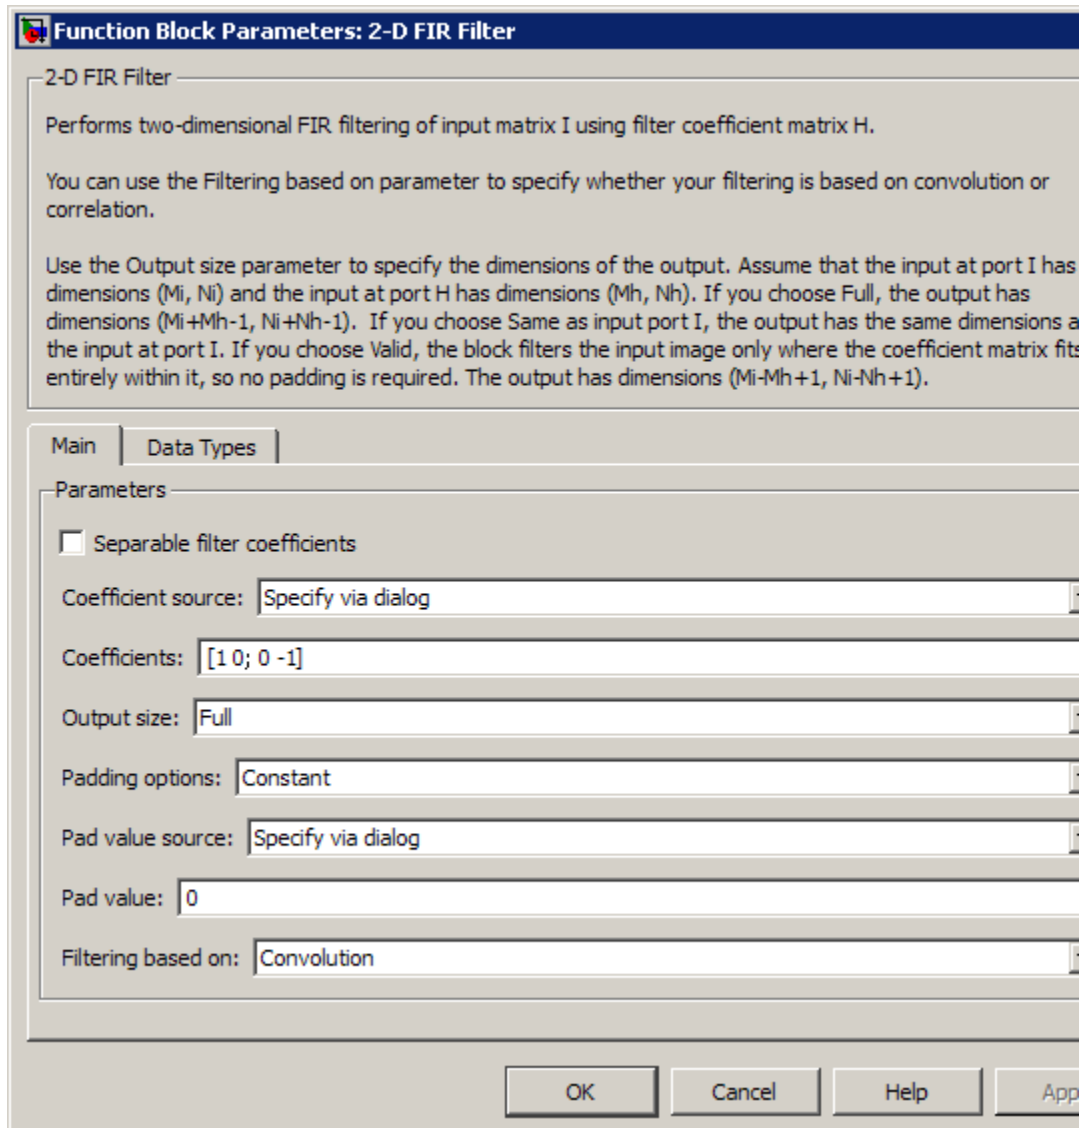 Function Block Parameters: 2-D FIR Filter
2-D FIR Filter
Performs two-dimensional FIR filtering of input matrix I using filter coefficient matrix H.
You can use the Filtering based on parameter to specify whether your filtering is based on convolution or
correlation.
Use the Output size parameter to specify the dimensions of the output. Assume that the input at port I has
dimensions (Mi, Ni) and the input at port H has dimensions (Mh, Nh). If you choose Full, the output has
dimensions (Mi+Mh-1, Ni+Nh-1). If you choose Same as input port I, the output has the same dimensions a
the input at port I. If you choose Valid, the block filters the input image only where the coefficient matrix fits
entirely within it, so no padding is required. The output has dimensions (Mi-Mh+1, Ni-Nh+1).
Main Data Types
Parameters
Separable filter coefficients
Coefficient source: Specify via dialog
Coefficients: [1 0; 0 -1]
Output size: Full
Padding options: Constant
Pad value source: Specify via dialog
Pad value: 0
Filtering based on: Convolution
OK Cancel Help App